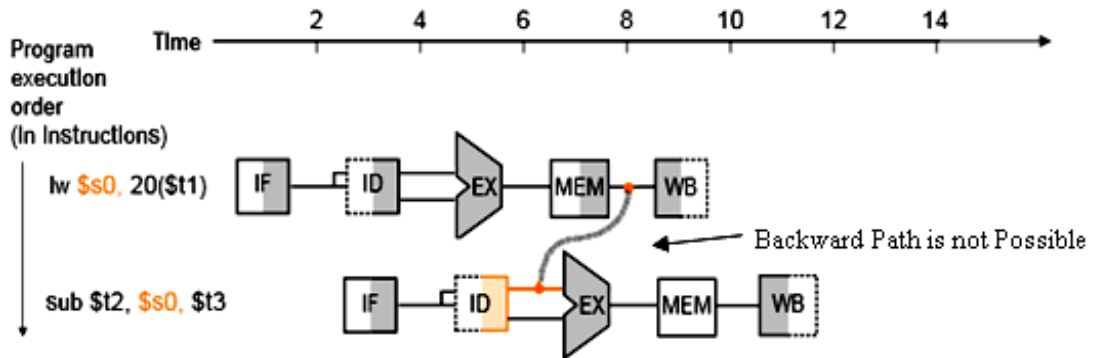 2 4 6 8 10 12 14
Program
execution
order
(In Instructions)
Time
lw $s0, 20($t1)
IF ID EX MEM WB
Backward Path is not Possible
sub $t2, $s0, $t3
IF ID EX MEM WB